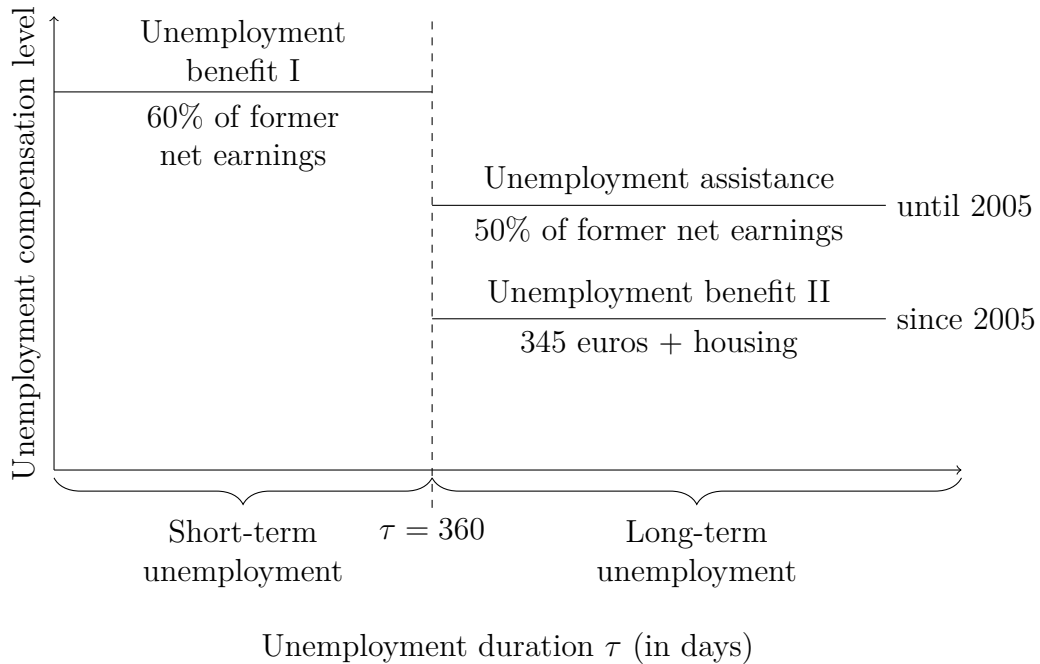 Unemployment compensation level
Unemployment
benefit I
60% of former
net earnings
Unemployment assistance
50% of former net earnings
until 2005
Unemployment benefit II
345 euros + housing
since 2005
Short-term
unemployment
τ = 360
Long-term
unemployment
Unemployment duration τ (in days)